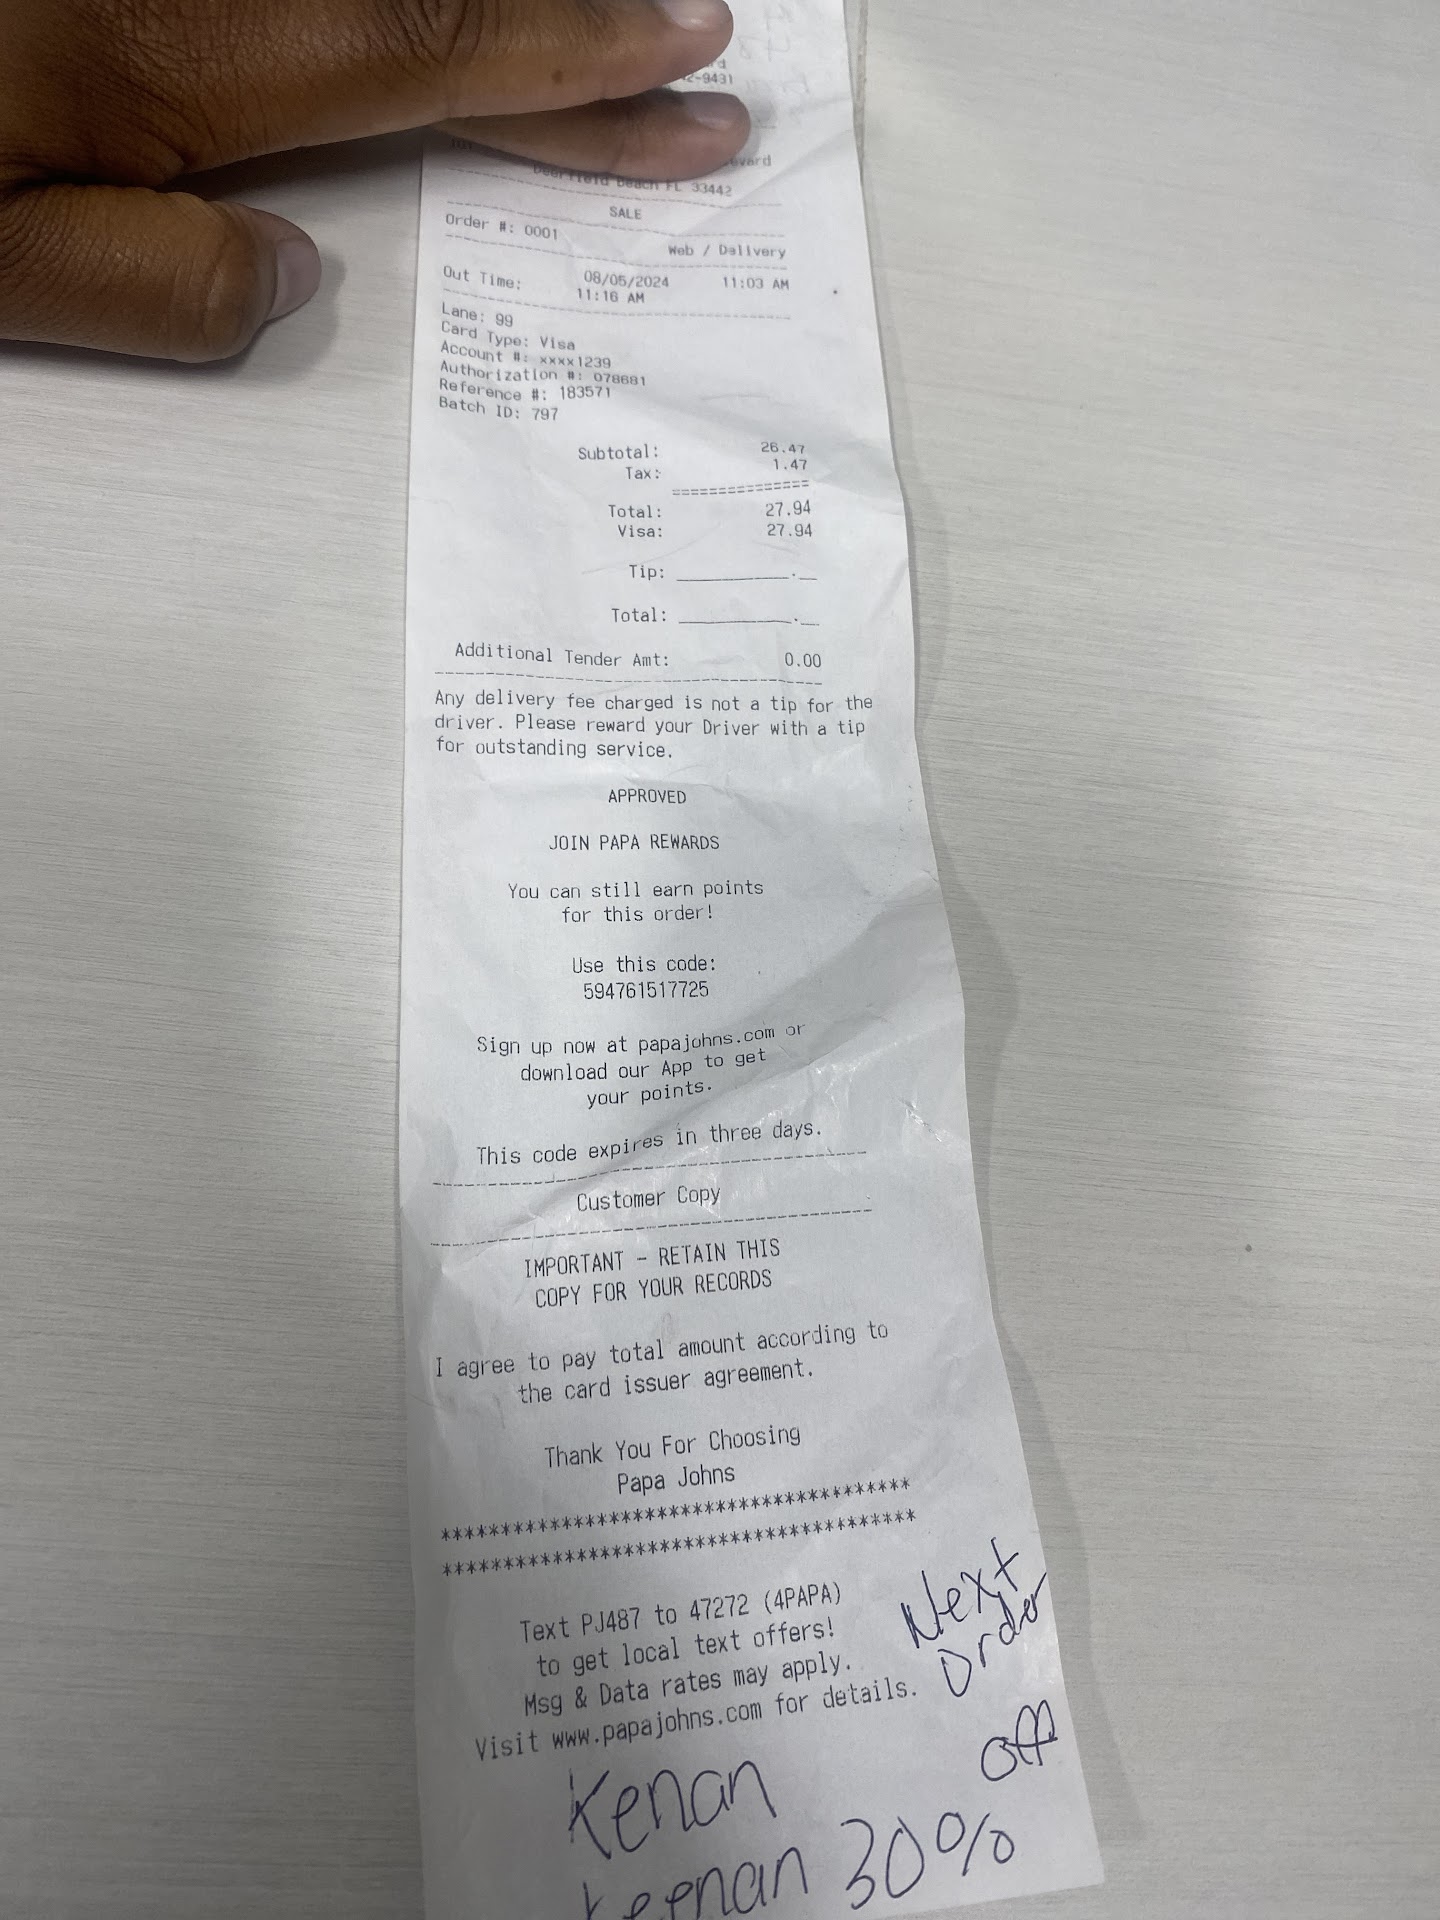 2-9431
Deerfield Beach FL 33442
SALE
Order #: 0001
Web / Delivery
08/05/2024 11:03 AM
Out Time: 11:16 AM
Lane: 99
Card Type: Visa
Account #: xxxx1239
Authorization #: 078681
Reference #: 183571
Batch ID: 797
Subtotal: 26.47
Tax: 1.47
===============
Total: 27.94
Visa: 27.94
Tip: __________.__
Total: __________.__
Additional Tender Amt: 0.00
Any delivery fee charged is not a tip for the
driver. Please reward your Driver with a tip
for outstanding service.
APPROVED
JOIN PAPA REWARDS
You can still earn points
for this order!
Use this code:
594761517725
Sign up now at papajohns.com or
download our App to get
your points.
This code expires in three days.
Customer Copy
IMPORTANT - RETAIN THIS
COPY FOR YOUR RECORDS
I agree to pay total amount according to
the card issuer agreement.
Thank You For Choosing
Papa Johns
****************************************
****************************************
Text PJ487 to 47272 (4PAPA)
to get local text offers!
Msg & Data rates may apply.
Visit www.papajohns.com for details.
Next
Order
off
Kenan
Keenan 30%